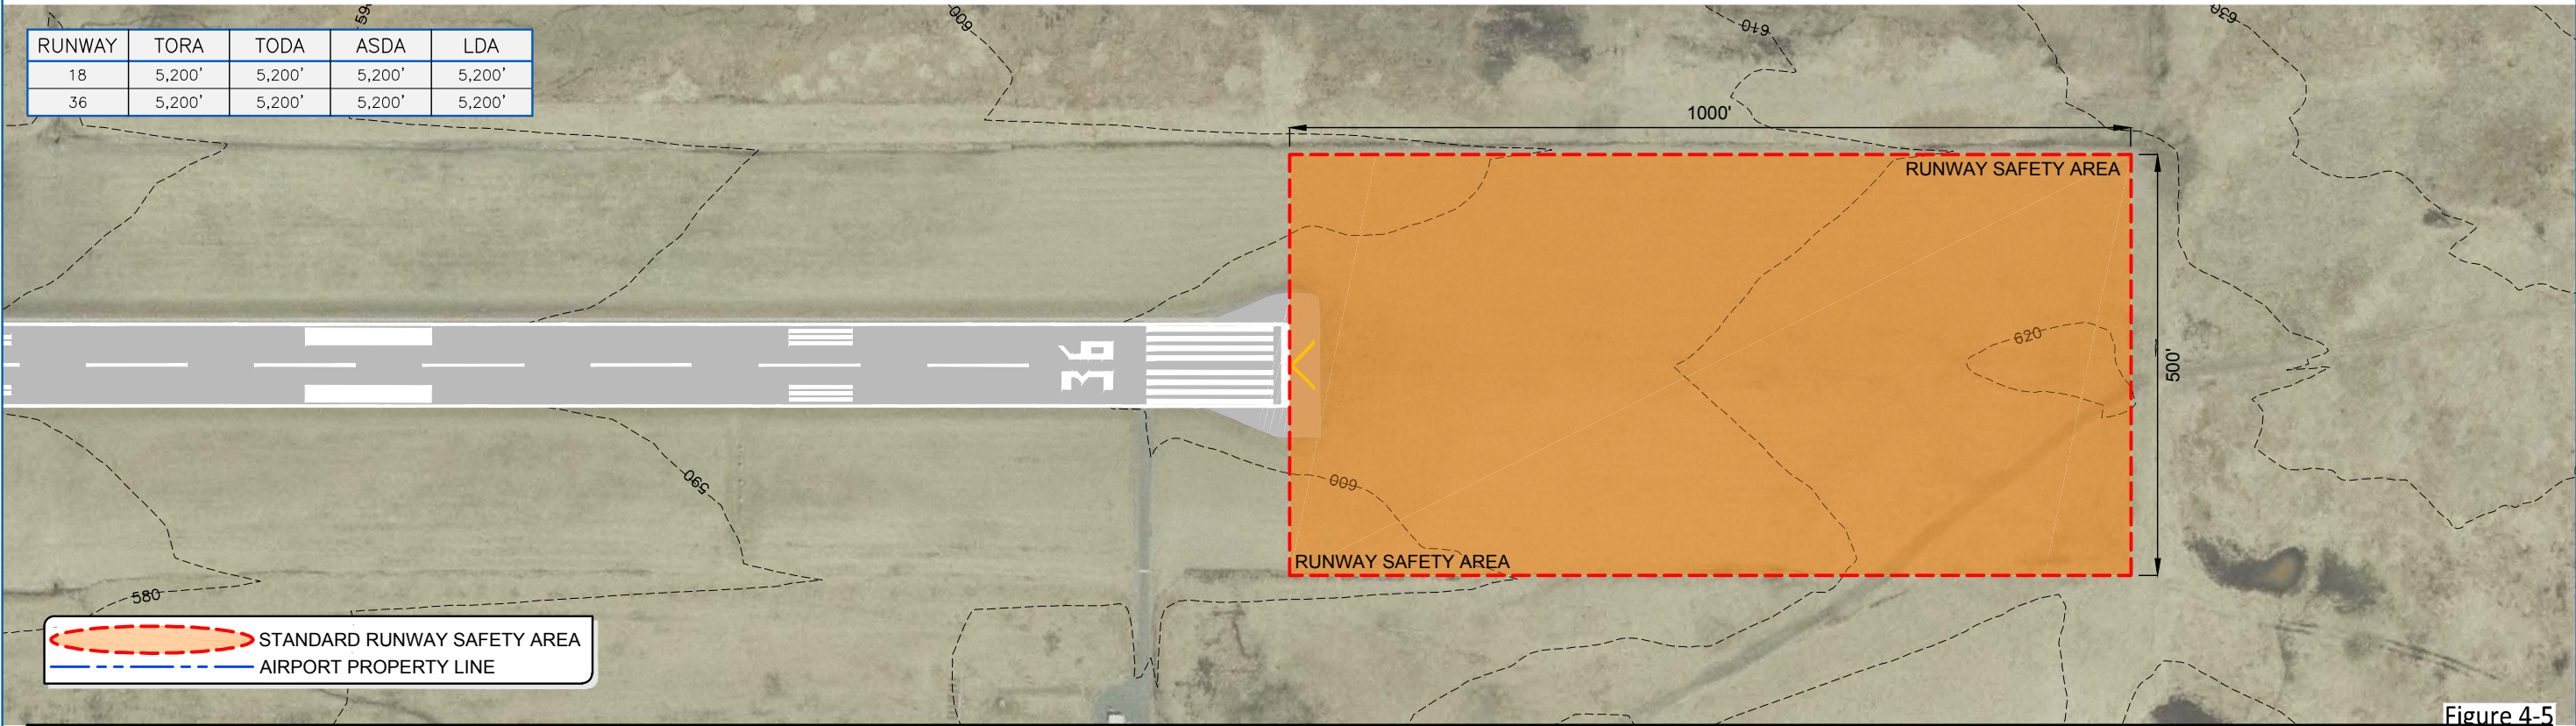 RUNWAY TORA TODA ASDA LDA
18 5,200' 5,200' 5,200' 5,200'
36 5,200' 5,200' 5,200' 5,200'
600
610
630
1000'
RUNWAY SAFETY AREA
620
500'
36
590
600
RUNWAY SAFETY AREA
580
STANDARD RUNWAY SAFETY AREA
AIRPORT PROPERTY LINE
Figure 4-5